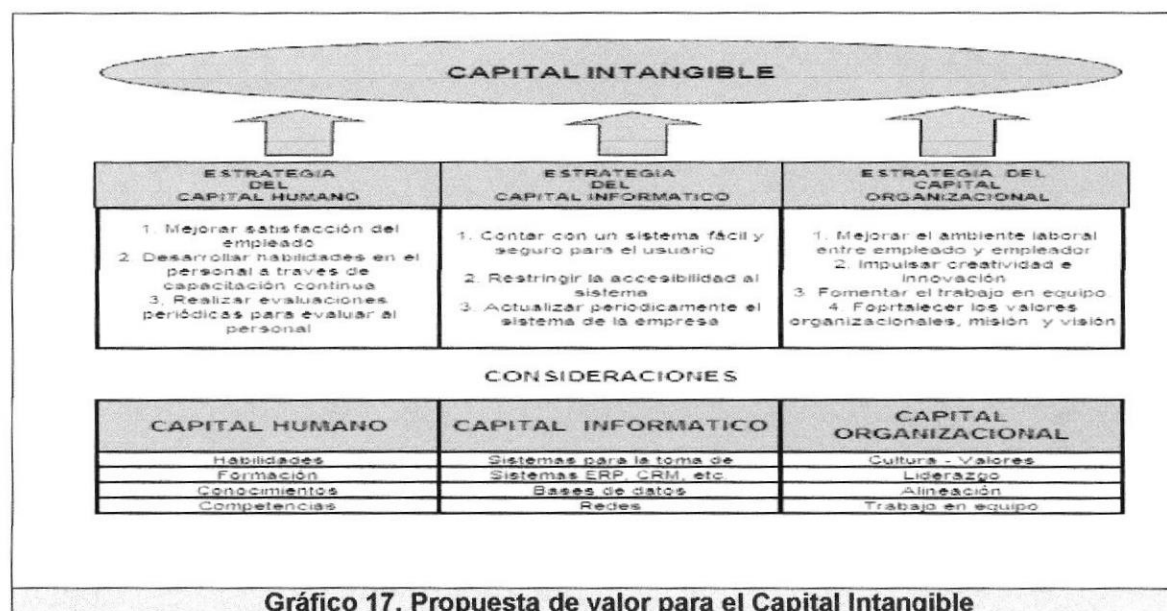 CAPITAL INTANGIBLE
ESTRATEGIA
DEL
CAPITAL HUMANO
ESTRATEGIA
DEL
CAPITAL INFORMATICO
ESTRATEGIA DEL
CAPITAL
ORGANIZACIONAL
1. Mejorar satisfacción del
empleado
2. Desarrollar habilidades en el
personal a traves de
capacitación continua
3. Realizar evaluaciones
periódicas para evaluar al
personal
1. Contar con un sistema fácil y
seguro para el usuario
2. Restringir la accesibilidad al
sistema
3. Actualizar periodicamente el
sistema de la empresa
1. Mejorar el ambiente laboral
entre empleado y empleador
2. Impulsar creatividad e
innovación
3. Fomentar el trabajo en equipo.
4. Foprtalecer los valores
organizacionales, misión y visión
CONSIDERACIONES
CAPITAL HUMANO
CAPITAL INFORMATICO
CAPITAL
ORGANIZACIONAL
Habilidades
Sistemas para la toma de
Cultura - Valores
Formación
Sistemas ERP, CRM, etc.
Liderazgo
Conocimientos
Bases de datos
Alineación
Competencias
Redes
Trabajo en equipo
Gráfico 17. Propuesta de valor para el Capital Intangible